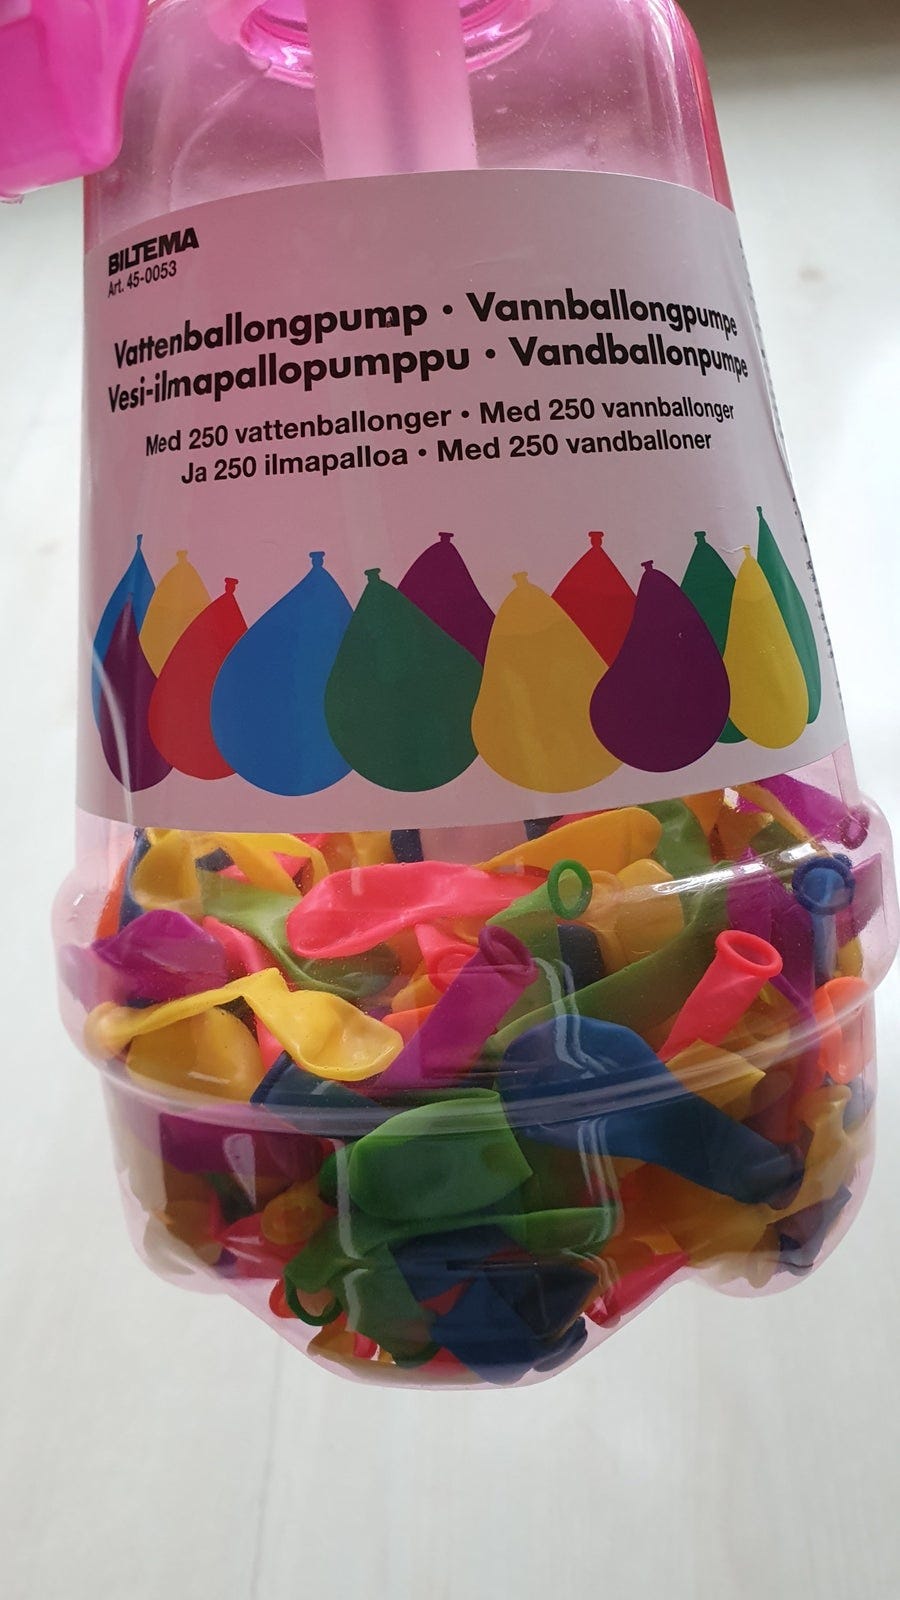 BILTEMA
Art. 45-0053
Vattenballongpump • Vannballongpumpe
Vesi-ilmapallopumppu • Vandballonpumpe
Med 250 vattenballonger • Med 250 vannballonger
Ja 250 ilmapalloa • Med 250 vandballoner